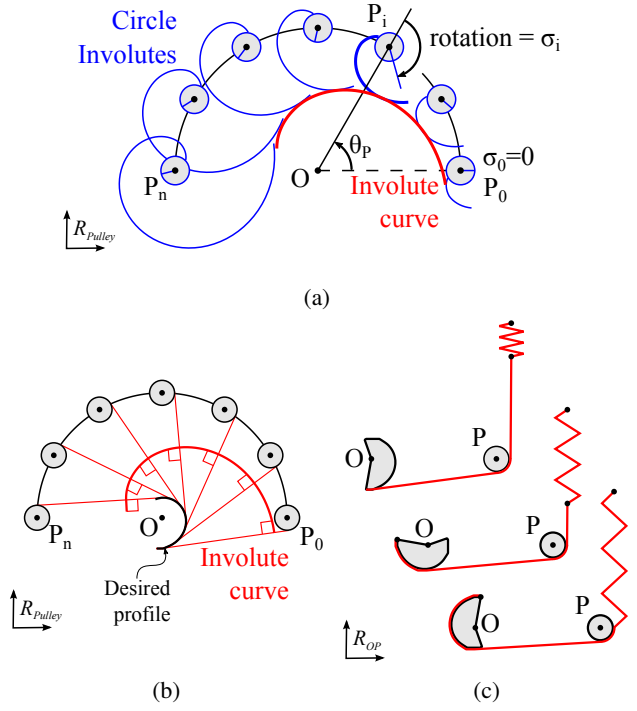 Circle
Involutes
P_i
rotation = σ_i
θ_P
σ_0=0
P_n
O
P_0
Involute
curve
R_Pulley
(a)
P_n
O
P_0
Involute
curve
Desired
profile
R_Pulley
(b)
O
P
O
P
O
P
R_OP
(c)